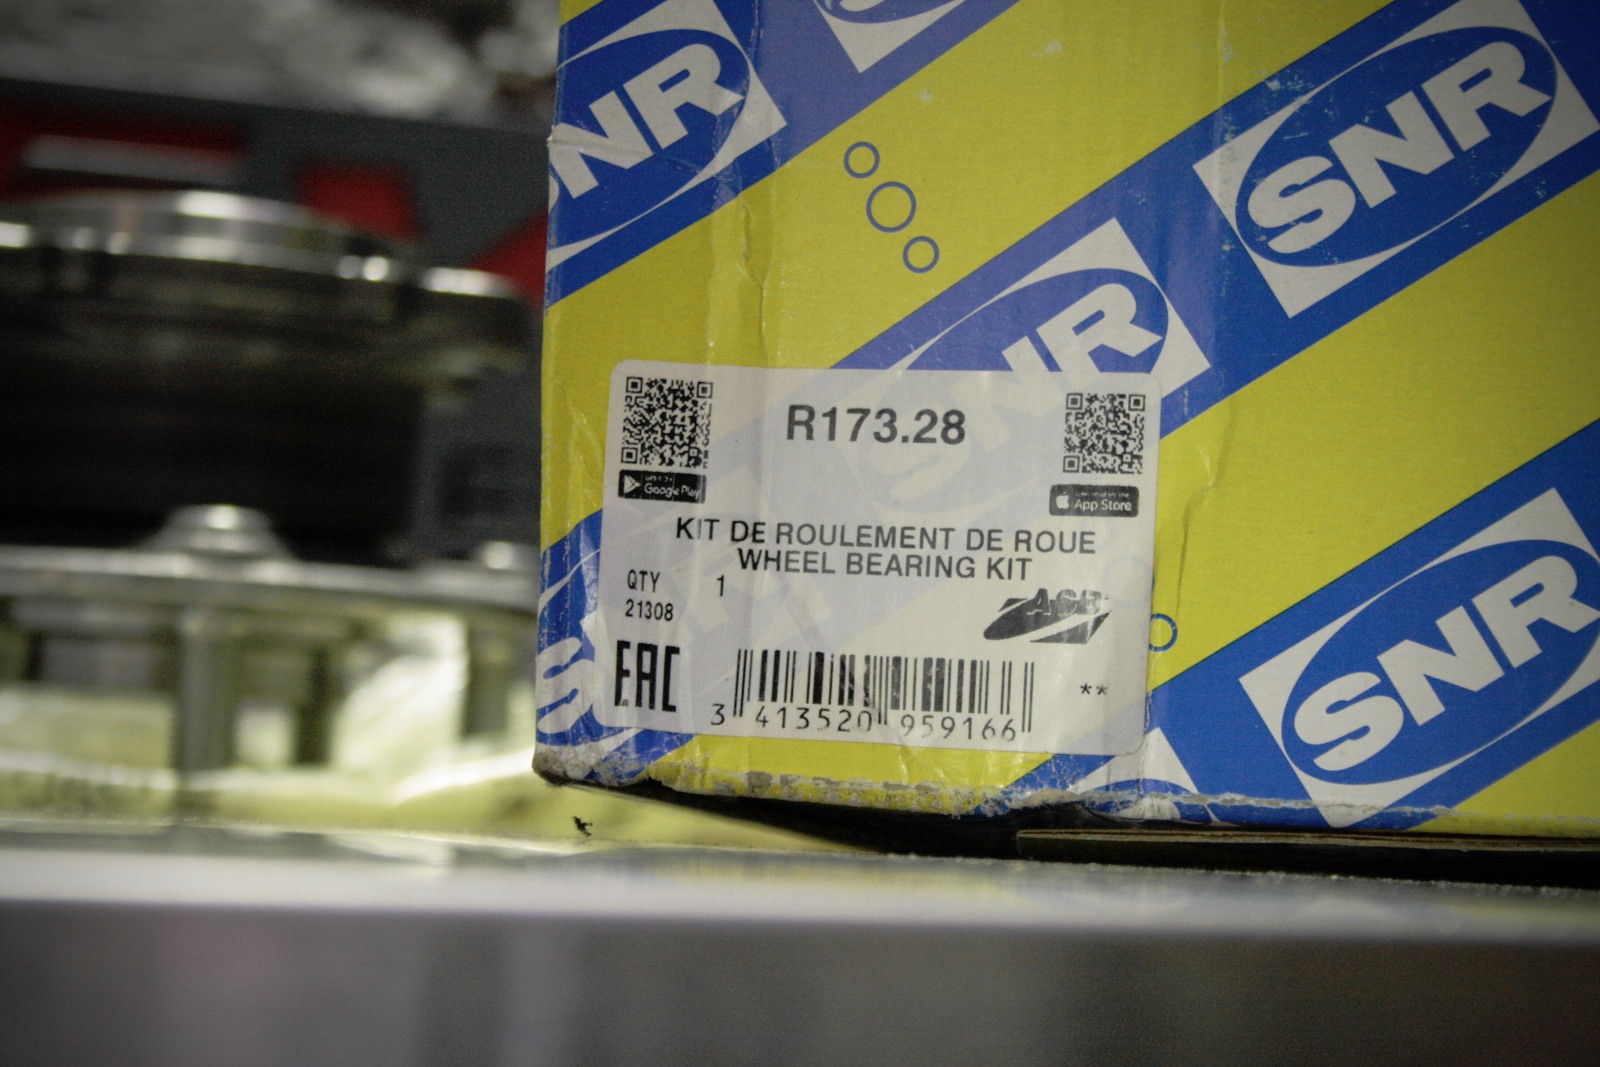 SNR
SNR
SNR
R173.28
Google Play
App Store
KIT DE ROULEMENT DE ROUE
WHEEL BEARING KIT
QTY 1
21308
ASB
EAC
3 413520 959166
**
SNR